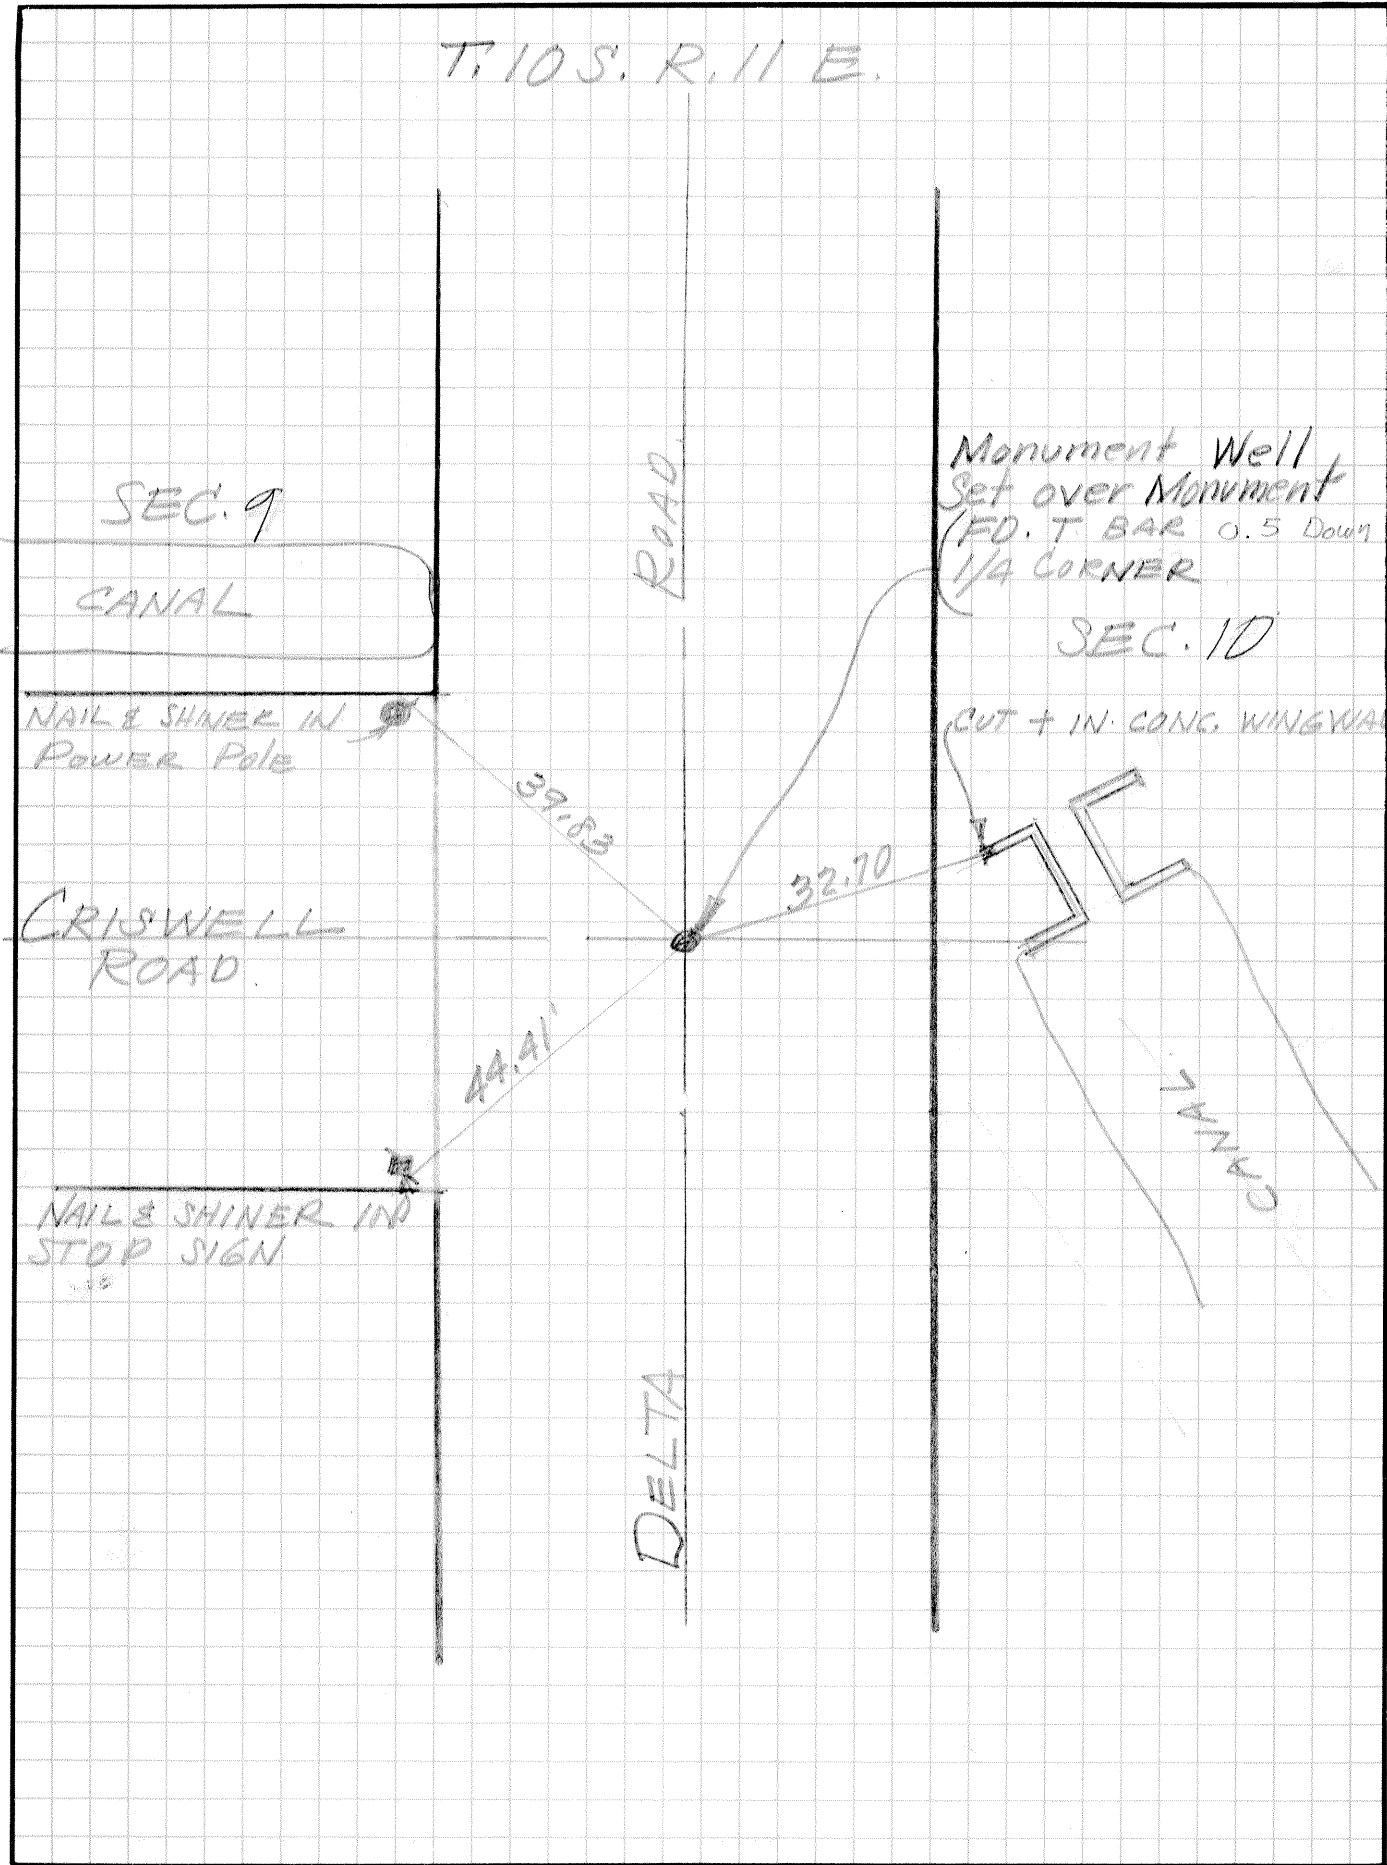 T. 10 S. R. 11 E.
ROAD
Monument Well
Set over Monument
FD. T BAR 0.5 Down
1/4 CORNER
SEC. 9
CANAL
SEC. 10
NAIL & SHINER IN
POWER Pole
CUT + IN CONC. WINGWAL
39.83
32.70
CRISWELL
ROAD
44.41'
CANAL
NAIL & SHINER IN
STOP SIGN
DELTA